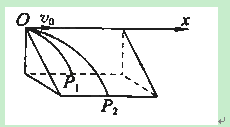 O v₀ x
P₁
P₂